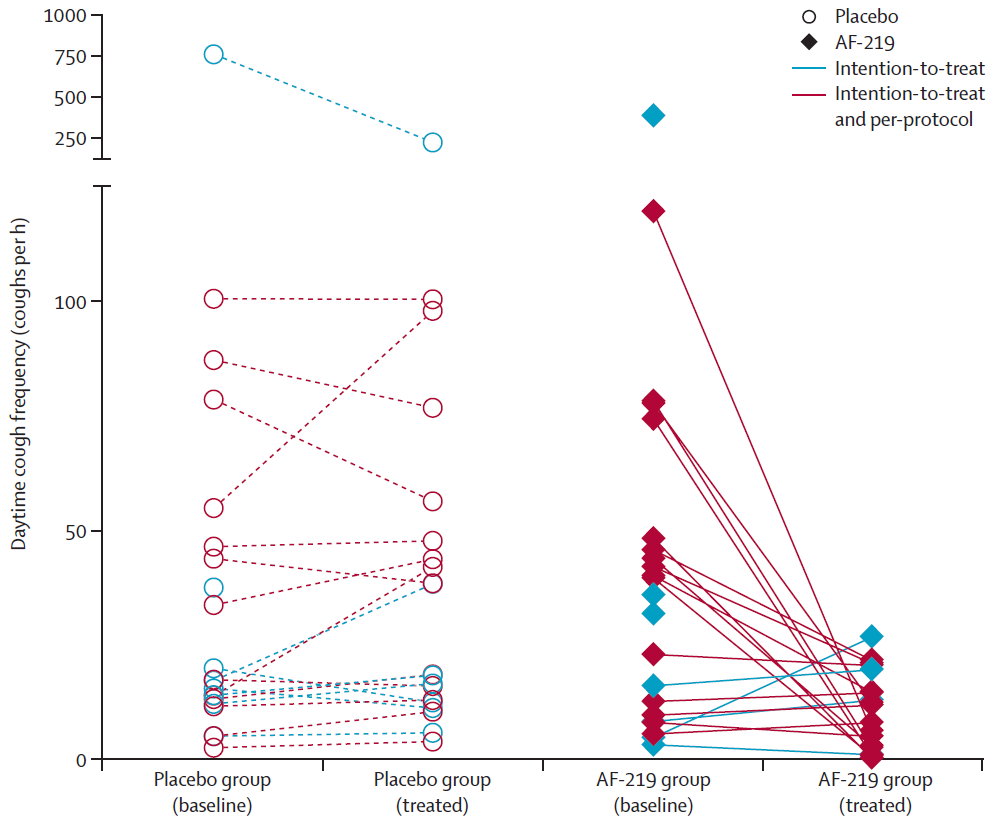 1000
750
500
250
100
50
0
Daytime cough frequency (coughs per h)
Placebo
AF-219
Intention-to-treat
Intention-to-treat
and per-protocol
Placebo group
(baseline)
Placebo group
(treated)
AF-219 group
(baseline)
AF-219 group
(treated)